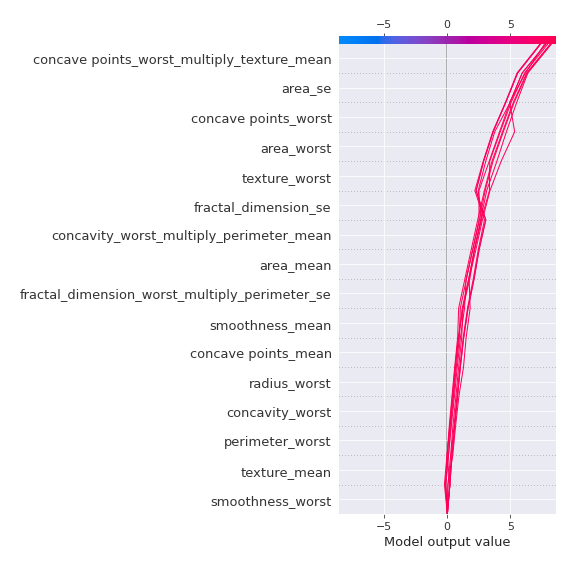 −5 0 5
concave points_worst_multiply_texture_mean
area_se
concave points_worst
area_worst
texture_worst
fractal_dimension_se
concavity_worst_multiply_perimeter_mean
area_mean
fractal_dimension_worst_multiply_perimeter_se
smoothness_mean
concave points_mean
radius_worst
concavity_worst
perimeter_worst
texture_mean
smoothness_worst
−5 0 5
Model output value